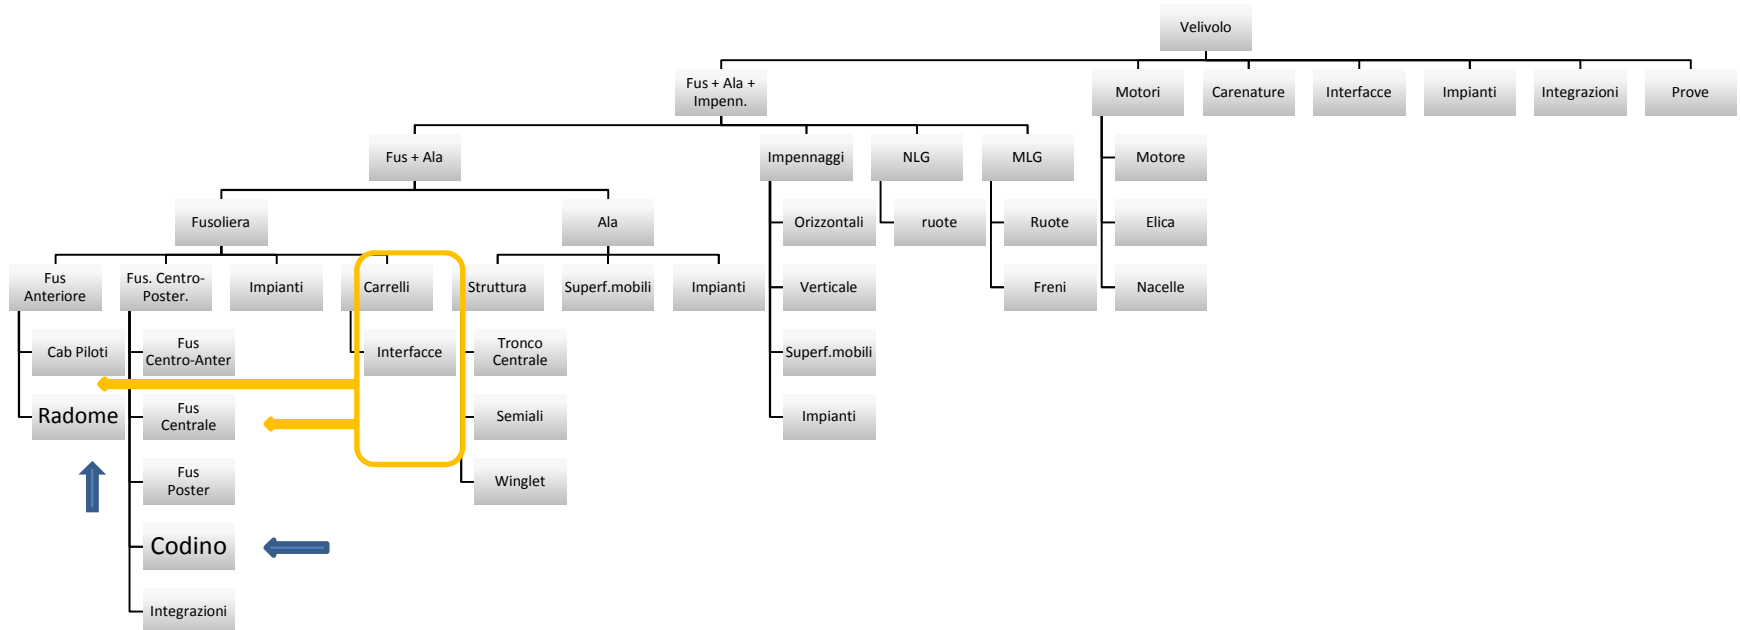 Velivolo
Fus + Ala +
Impenn.
Motori
Carenature
Interfacce
Impianti
Integrazioni
Prove
Fus + Ala
Impennaggi
NLG
MLG
Motore
Fusoliera
Ala
Orizzontali
ruote
Ruote
Elica
Fus
Anteriore
Fus. Centro-
Poster.
Impianti
Carrelli
Struttura
Superf.mobili
Impianti
Verticale
Freni
Nacelle
Cab Piloti
Fus
Centro-Anter
Interfacce
Tronco
Centrale
Superf.mobili
Radome
Fus
Centrale
Semiali
Impianti
Fus
Poster
Winglet
Codino
Integrazioni